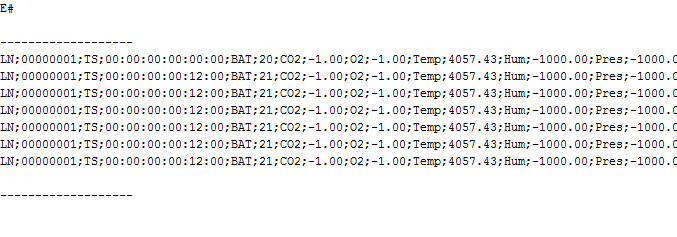 E#
-------------------
LN;00000001;TS;00:00:00:00:00:00;BAT;20;CO2;-1.00;O2;-1.00;Temp;4057.43;Hum;-1000.00;Pres;-1000.0
LN;00000001;TS;00:00:00:00:12:00;BAT;21;CO2;-1.00;O2;-1.00;Temp;4057.43;Hum;-1000.00;Pres;-1000.0
LN;00000001;TS;00:00:00:00:12:00;BAT;21;CO2;-1.00;O2;-1.00;Temp;4057.43;Hum;-1000.00;Pres;-1000.0
LN;00000001;TS;00:00:00:00:12:00;BAT;21;CO2;-1.00;O2;-1.00;Temp;4057.43;Hum;-1000.00;Pres;-1000.0
LN;00000001;TS;00:00:00:00:12:00;BAT;21;CO2;-1.00;O2;-1.00;Temp;4057.43;Hum;-1000.00;Pres;-1000.0
LN;00000001;TS;00:00:00:00:12:00;BAT;21;CO2;-1.00;O2;-1.00;Temp;4057.43;Hum;-1000.00;Pres;-1000.0
LN;00000001;TS;00:00:00:00:12:00;BAT;21;CO2;-1.00;O2;-1.00;Temp;4057.43;Hum;-1000.00;Pres;-1000.0
-------------------